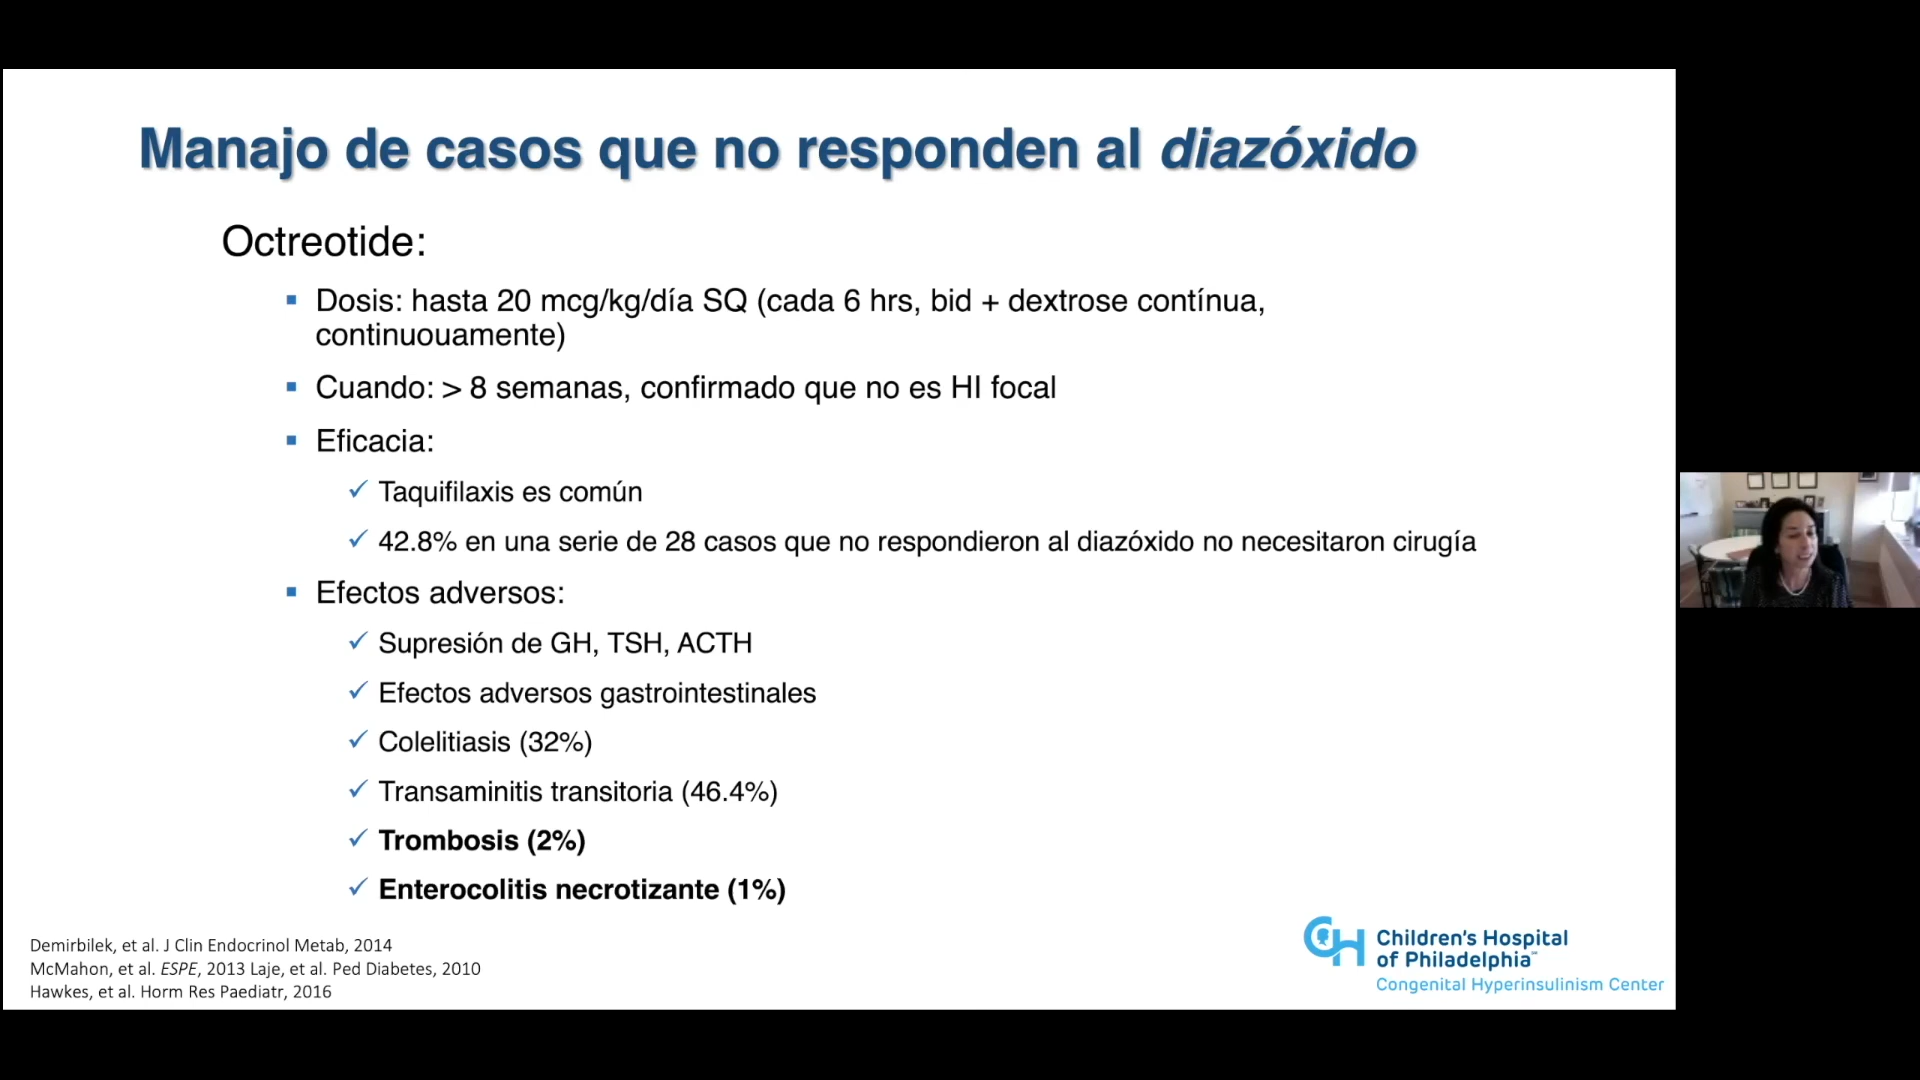 Manajo de casos que no responden al diazóxido
Octreotide:
Dosis: hasta 20 mcg/kg/día SQ (cada 6 hrs, bid + dextrose contínua,
continuouamente)
Cuando: > 8 semanas, confirmado que no es HI focal
Eficacia:
Taquifilaxis es común
42.8% en una serie de 28 casos que no respondieron al diazóxido no necesitaron cirugía
Efectos adversos:
Supresión de GH, TSH, ACTH
Efectos adversos gastrointestinales
Colelitiasis (32%)
Transaminitis transitoria (46.4%)
Trombosis (2%)
Enterocolitis necrotizante (1%)
Demirbilek, et al. J Clin Endocrinol Metab, 2014
McMahon, et al. ESPE, 2013 Laje, et al. Ped Diabetes, 2010
Hawkes, et al. Horm Res Paediatr, 2016
Children's Hospital
of Philadelphia
Congenital Hyperinsulinism Center